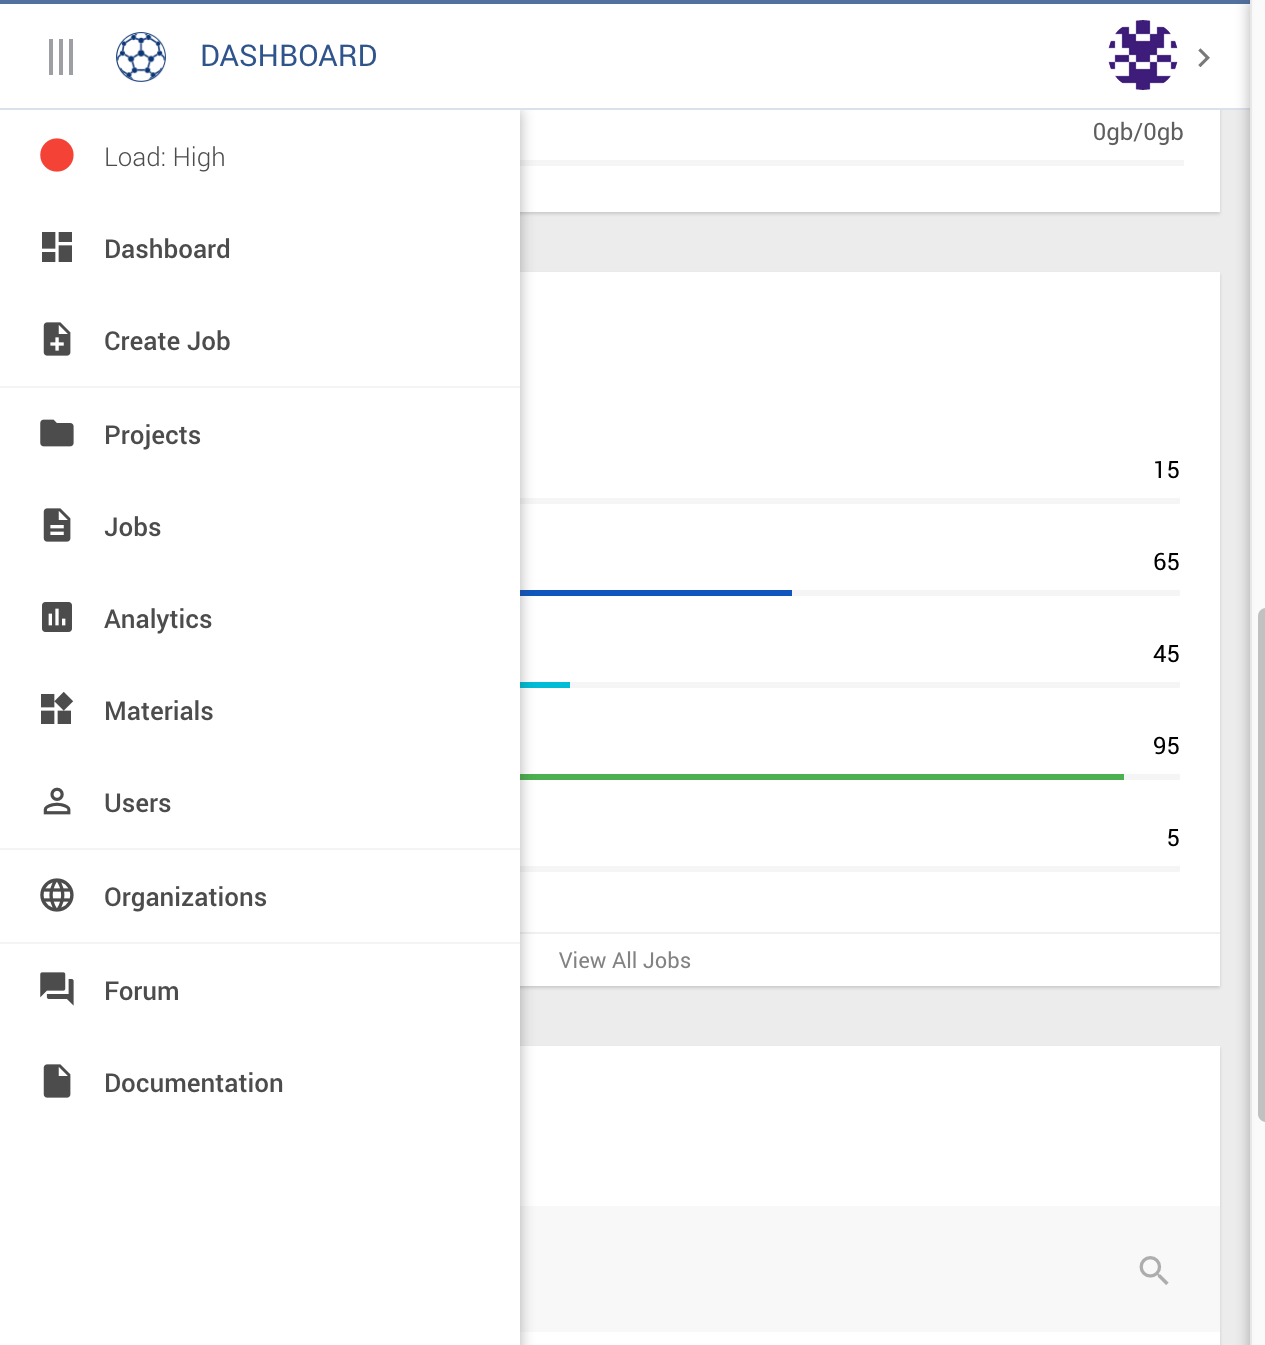 DASHBOARD
0gb/0gb
Load: High
Dashboard
Create Job
Projects
Jobs
Analytics
Materials
Users
Organizations
Forum
Documentation
15
65
45
95
5
View All Jobs